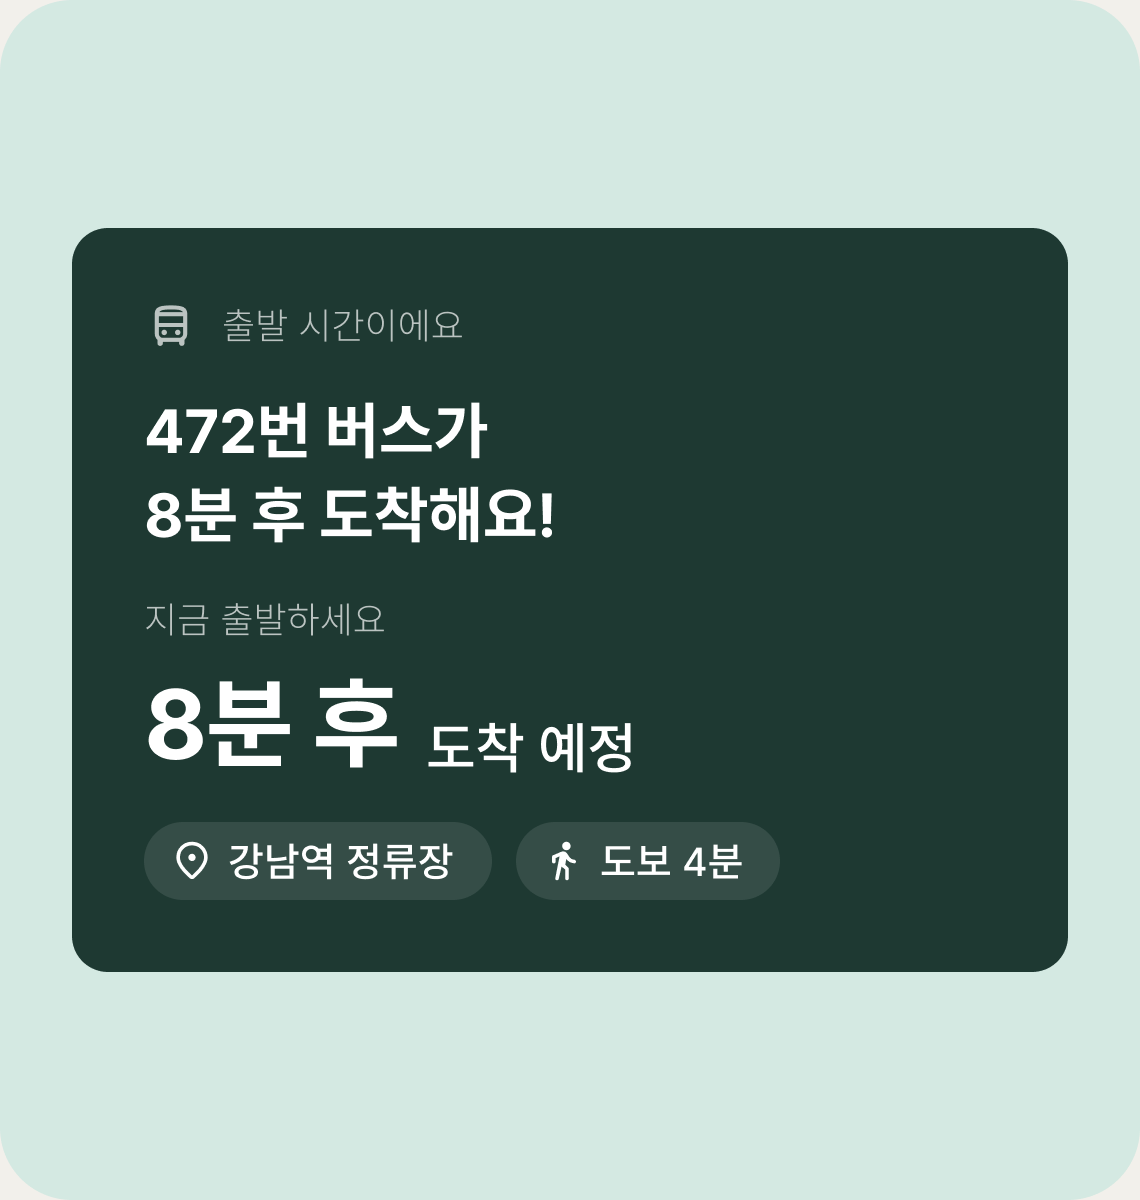 출발 시간이에요
472번 버스가
8분 후 도착해요!
지금 출발하세요
8분 후 도착 예정
강남역 정류장 도보 4분